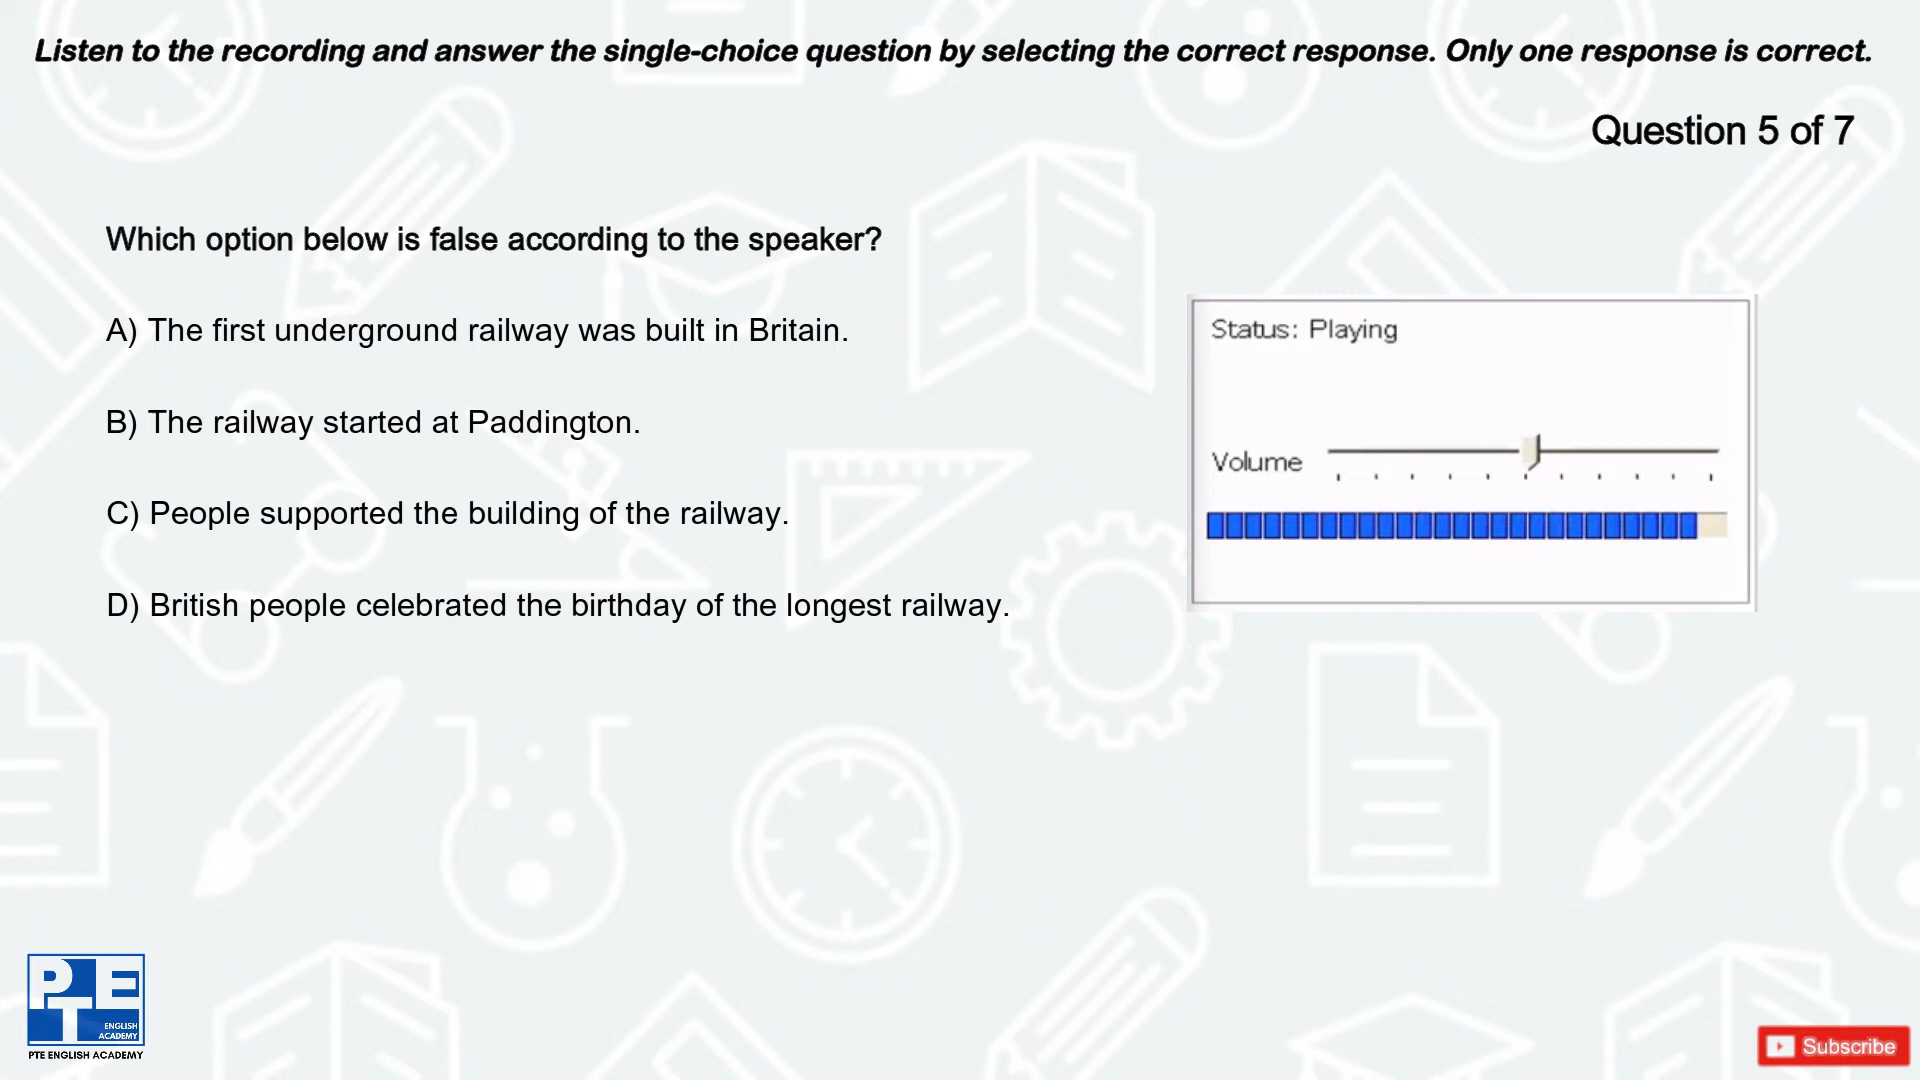 Listen to the recording and answer the single-choice question by selecting the correct response. Only one response is correct.
Question 5 of 7
Which option below is false according to the speaker?
A) The first underground railway was built in Britain.
B) The railway started at Paddington.
C) People supported the building of the railway.
D) British people celebrated the birthday of the longest railway.
Status: Playing
Volume
PTE
ENGLISH
ACADEMY
PTE ENGLISH ACADEMY
Subscribe